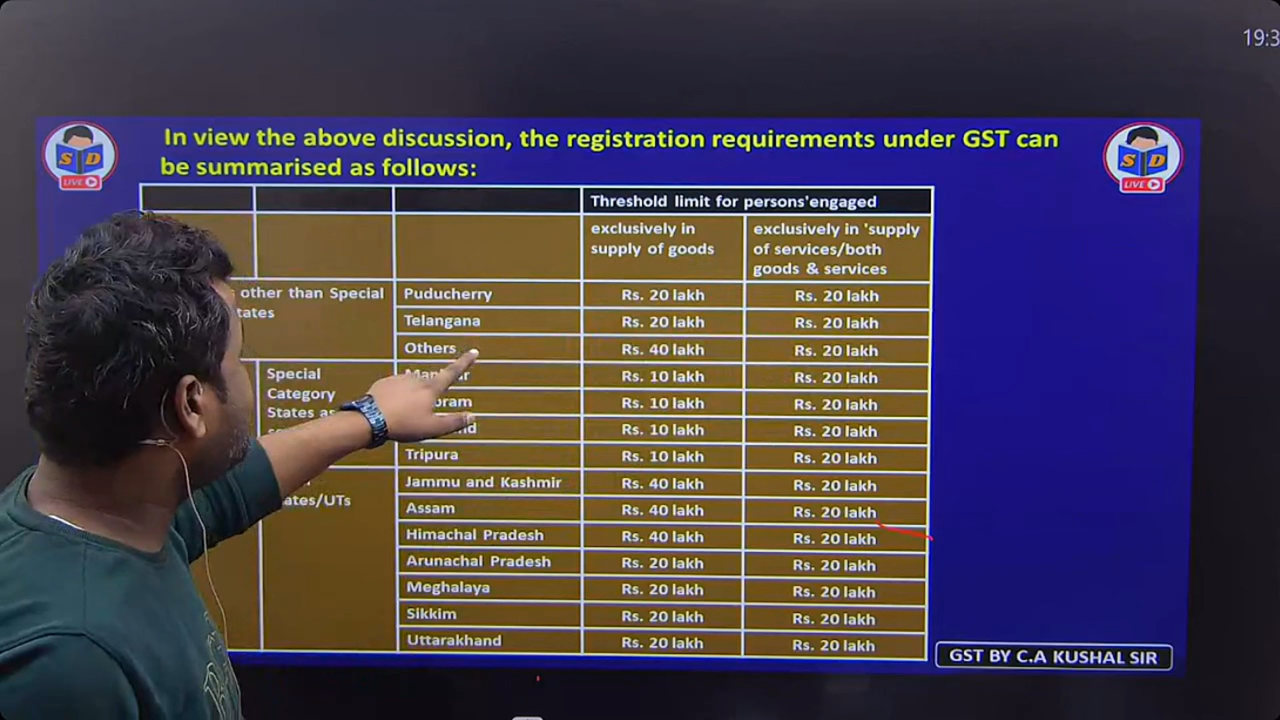 19:3
In view the above discussion, the registration requirements under GST can
be summarised as follows:
S D
LIVE
S D
LIVE
Threshold limit for persons'engaged
exclusively in
supply of goods
exclusively in 'supply
of services/both
goods & services
other than Special
Puducherry Rs. 20 lakh Rs. 20 lakh
Telangana Rs. 20 lakh Rs. 20 lakh
Others Rs. 40 lakh Rs. 20 lakh
Special
Category
States as
Rs. 10 lakh Rs. 20 lakh
Rs. 10 lakh Rs. 20 lakh
Rs. 10 lakh Rs. 20 lakh
Tripura Rs. 10 lakh Rs. 20 lakh
Jammu and Kashmir Rs. 40 lakh Rs. 20 lakh
Assam Rs. 40 lakh Rs. 20 lakh
Himachal Pradesh Rs. 40 lakh Rs. 20 lakh
Arunachal Pradesh Rs. 20 lakh Rs. 20 lakh
Meghalaya Rs. 20 lakh Rs. 20 lakh
Sikkim Rs. 20 lakh Rs. 20 lakh
Uttarakhand Rs. 20 lakh Rs. 20 lakh
GST BY C.A KUSHAL SIR